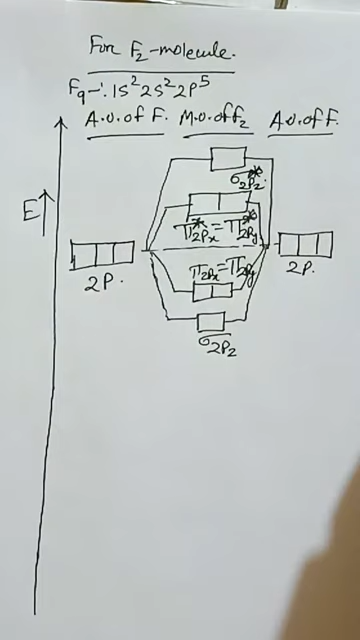 For F₂-molecule.
F₉-: 1S² 2S² 2P⁵
A.O. of F. M.O. of F₂ A.O. of F.
σ*2Pz.
E
π*2Px = π*2Py
π2Px = π2Py
2P. 2P.
σ2Pz